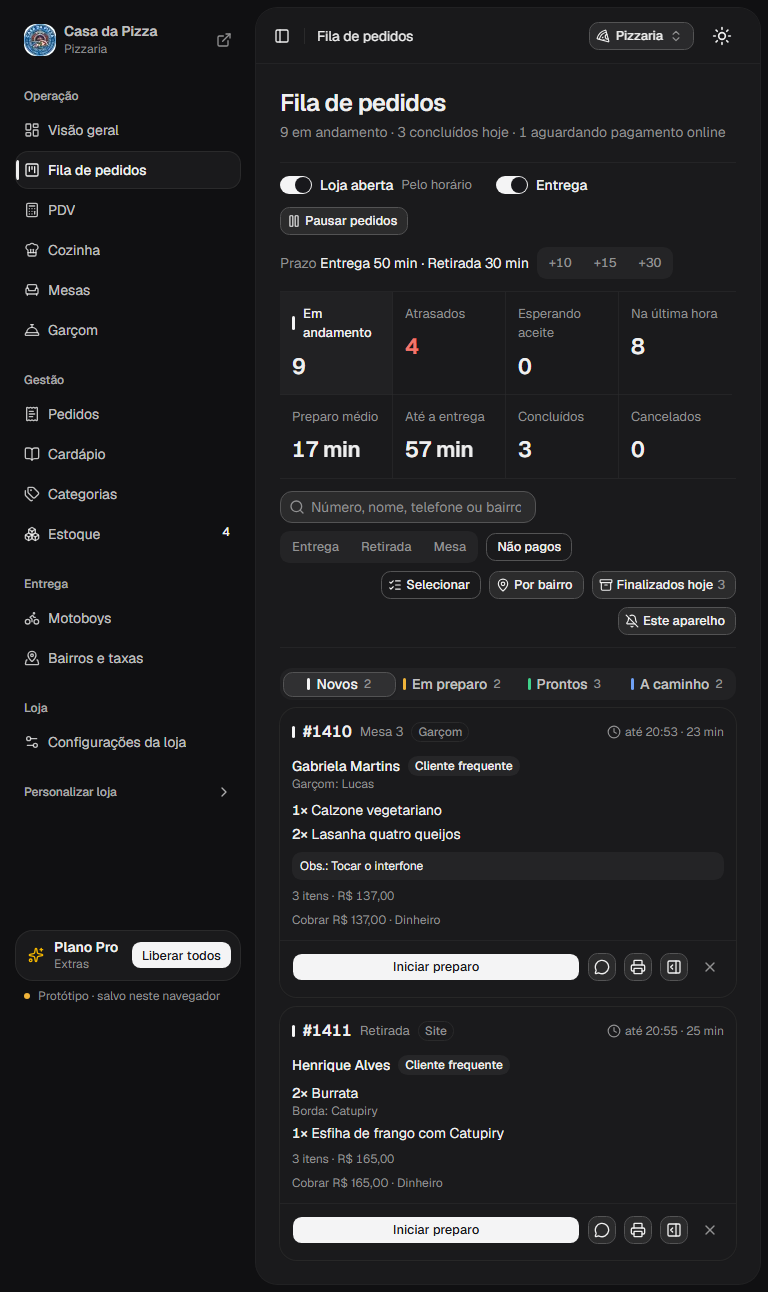 Casa da Pizza
Pizzaria
Operação
Visão geral
Fila de pedidos
PDV
Cozinha
Mesas
Garçom
Gestão
Pedidos
Cardápio
Categorias
Estoque 4
Entrega
Motoboys
Bairros e taxas
Loja
Configurações da loja
Personalizar loja
Plano Pro
Extras
Liberar todos
Protótipo · salvo neste navegador
Fila de pedidos
Pizzaria
Fila de pedidos
9 em andamento · 3 concluídos hoje · 1 aguardando pagamento online
Loja aberta Pelo horário Entrega
Pausar pedidos
Prazo Entrega 50 min · Retirada 30 min +10 +15 +30
Em andamento
9
Atrasados
4
Esperando aceite
0
Na última hora
8
Preparo médio
17 min
Até a entrega
57 min
Concluídos
3
Cancelados
0
Número, nome, telefone ou bairro
Entrega Retirada Mesa Não pagos
Selecionar Por bairro Finalizados hoje 3
Este aparelho
Novos 2 Em preparo 2 Prontos 3 A caminho 2
#1410 Mesa 3 Garçom até 20:53 · 23 min
Gabriela Martins Cliente frequente
Garçom: Lucas
1× Calzone vegetariano
2× Lasanha quatro queijos
Obs.: Tocar o interfone
3 itens · R$ 137,00
Cobrar R$ 137,00 · Dinheiro
Iniciar preparo
#1411 Retirada Site até 20:55 · 25 min
Henrique Alves Cliente frequente
2× Burrata
Borda: Catupiry
1× Esfiha de frango com Catupiry
3 itens · R$ 165,00
Cobrar R$ 165,00 · Dinheiro
Iniciar preparo